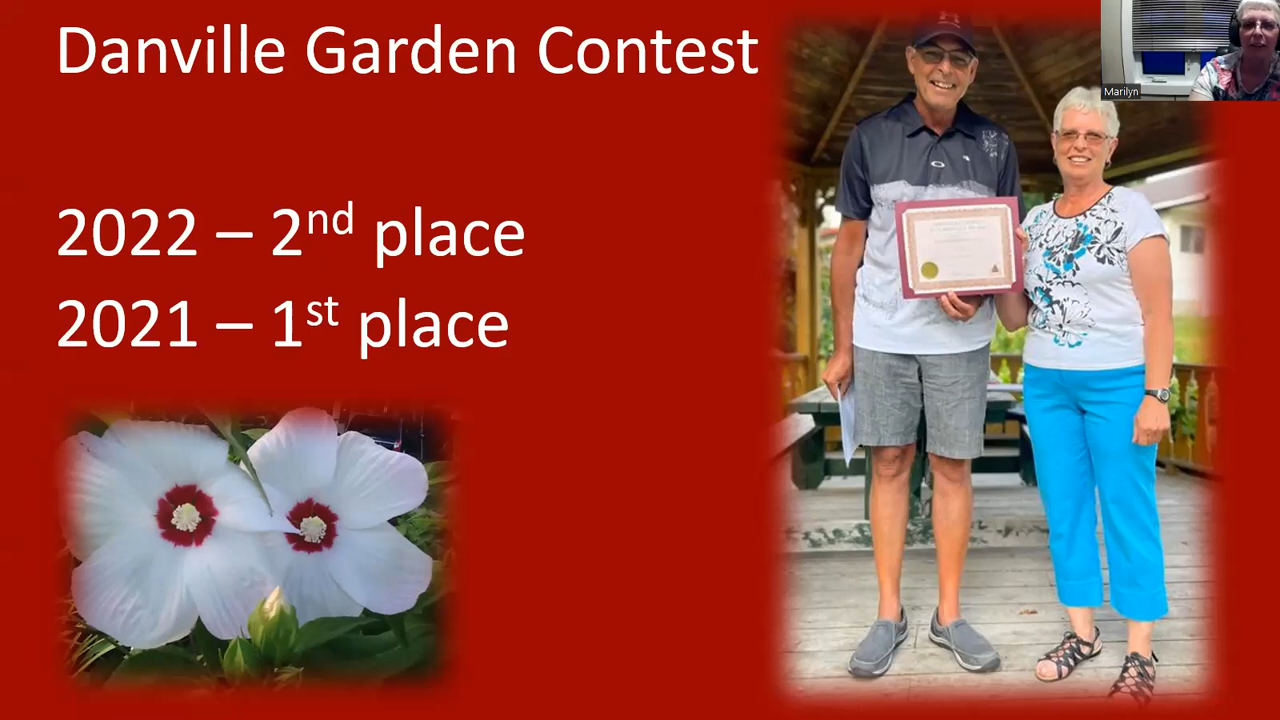 Danville Garden Contest
Marilyn
2022 – 2nd place
2021 – 1st place